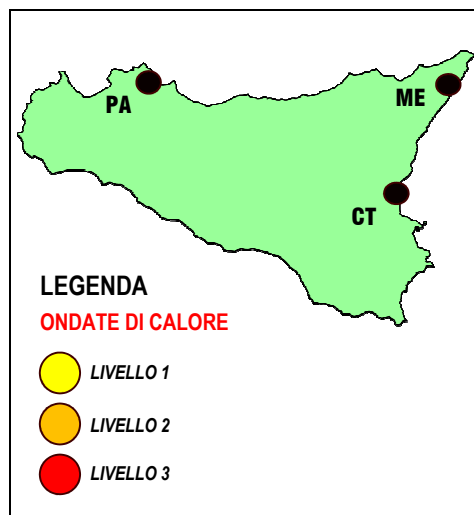 PA
ME
CT
LEGENDA
ONDATE DI CALORE
LIVELLO 1
LIVELLO 2
LIVELLO 3